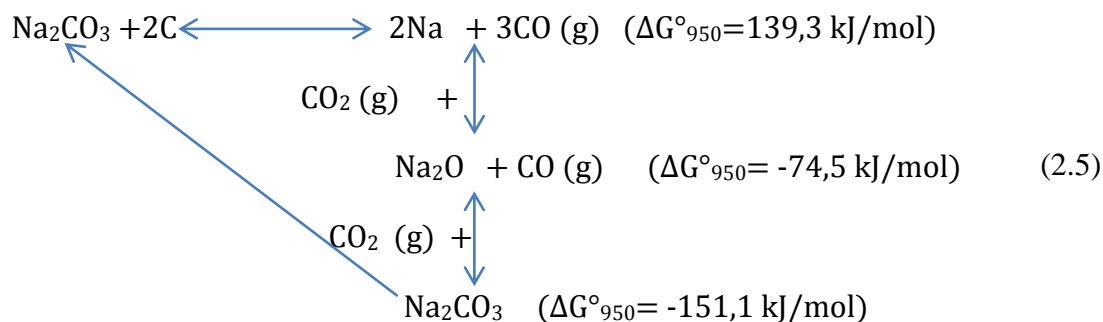 Na₂CO₃ +2C 2Na + 3CO (g) (ΔG°₉₅₀=139,3 kJ/mol)
CO₂ (g) +
Na₂O + CO (g) (ΔG°₉₅₀= -74,5 kJ/mol) (2.5)
CO₂ (g) +
Na₂CO₃ (ΔG°₉₅₀= -151,1 kJ/mol)